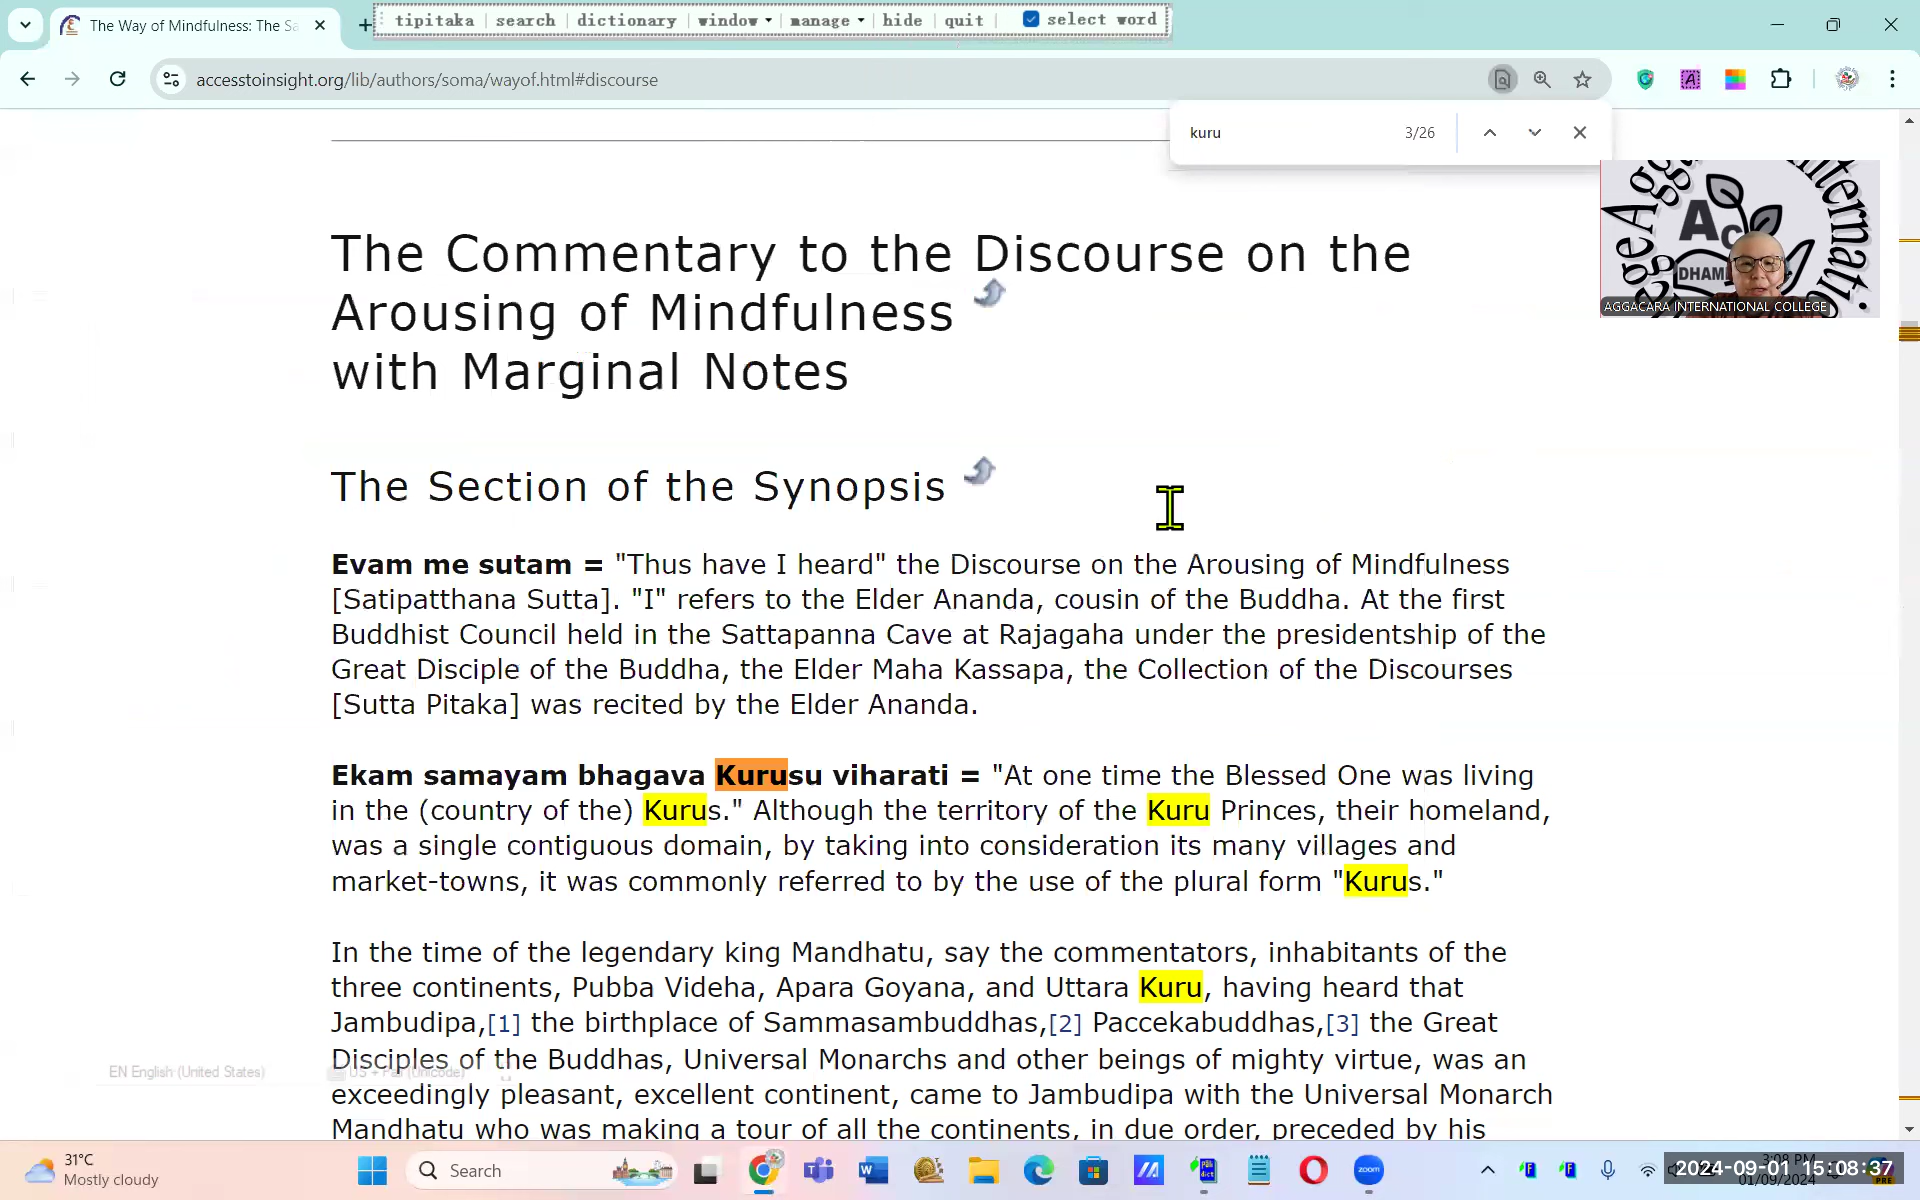 The Way of Mindfulness: The Sa
tipitaka | search | dictionary | window | manage | hide | quit | select word
accesstoinsight.org/lib/authors/soma/wayof.html#discourse
kuru 3/26
The Commentary to the Discourse on the
Arousing of Mindfulness
with Marginal Notes
AGGACARA INTERNATIONAL COLLEGE
The Section of the Synopsis
Evam me sutam = "Thus have I heard" the Discourse on the Arousing of Mindfulness
[Satipatthana Sutta]. "I" refers to the Elder Ananda, cousin of the Buddha. At the first
Buddhist Council held in the Sattapanna Cave at Rajagaha under the presidentship of the
Great Disciple of the Buddha, the Elder Maha Kassapa, the Collection of the Discourses
[Sutta Pitaka] was recited by the Elder Ananda.
Ekam samayam bhagava Kurusu viharati = "At one time the Blessed One was living
in the (country of the) Kurus." Although the territory of the Kuru Princes, their homeland,
was a single contiguous domain, by taking into consideration its many villages and
market-towns, it was commonly referred to by the use of the plural form "Kurus."
In the time of the legendary king Mandhatu, say the commentators, inhabitants of the
three continents, Pubba Videha, Apara Goyana, and Uttara Kuru, having heard that
Jambudipa,[1] the birthplace of Sammasambuddhas,[2] Paccekabuddhas,[3] the Great
Disciples of the Buddhas, Universal Monarchs and other beings of mighty virtue, was an
exceedingly pleasant, excellent continent, came to Jambudipa with the Universal Monarch
Mandhatu who was making a tour of all the continents, in due order, preceded by his
EN English (United States)
US + Pali (Unicode)
31°C
Mostly cloudy
Search
zoom
3:08 PM
01/09/2024
2024-09-01 15:08:37